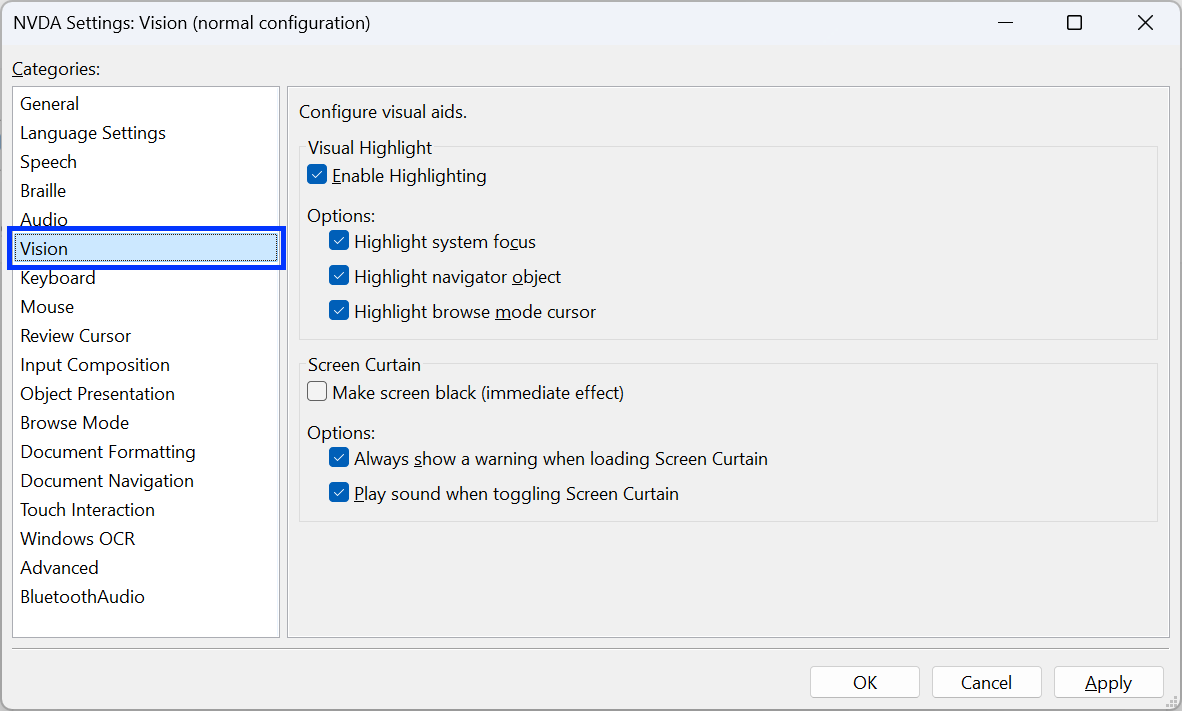 NVDA Settings: Vision (normal configuration)
Categories:
General
Language Settings
Speech
Braille
Audio
Vision
Keyboard
Mouse
Review Cursor
Input Composition
Object Presentation
Browse Mode
Document Formatting
Document Navigation
Touch Interaction
Windows OCR
Advanced
BluetoothAudio
Configure visual aids.
Visual Highlight
Enable Highlighting
Options:
Highlight system focus
Highlight navigator object
Highlight browse mode cursor
Screen Curtain
Make screen black (immediate effect)
Options:
Always show a warning when loading Screen Curtain
Play sound when toggling Screen Curtain
OK
Cancel
Apply